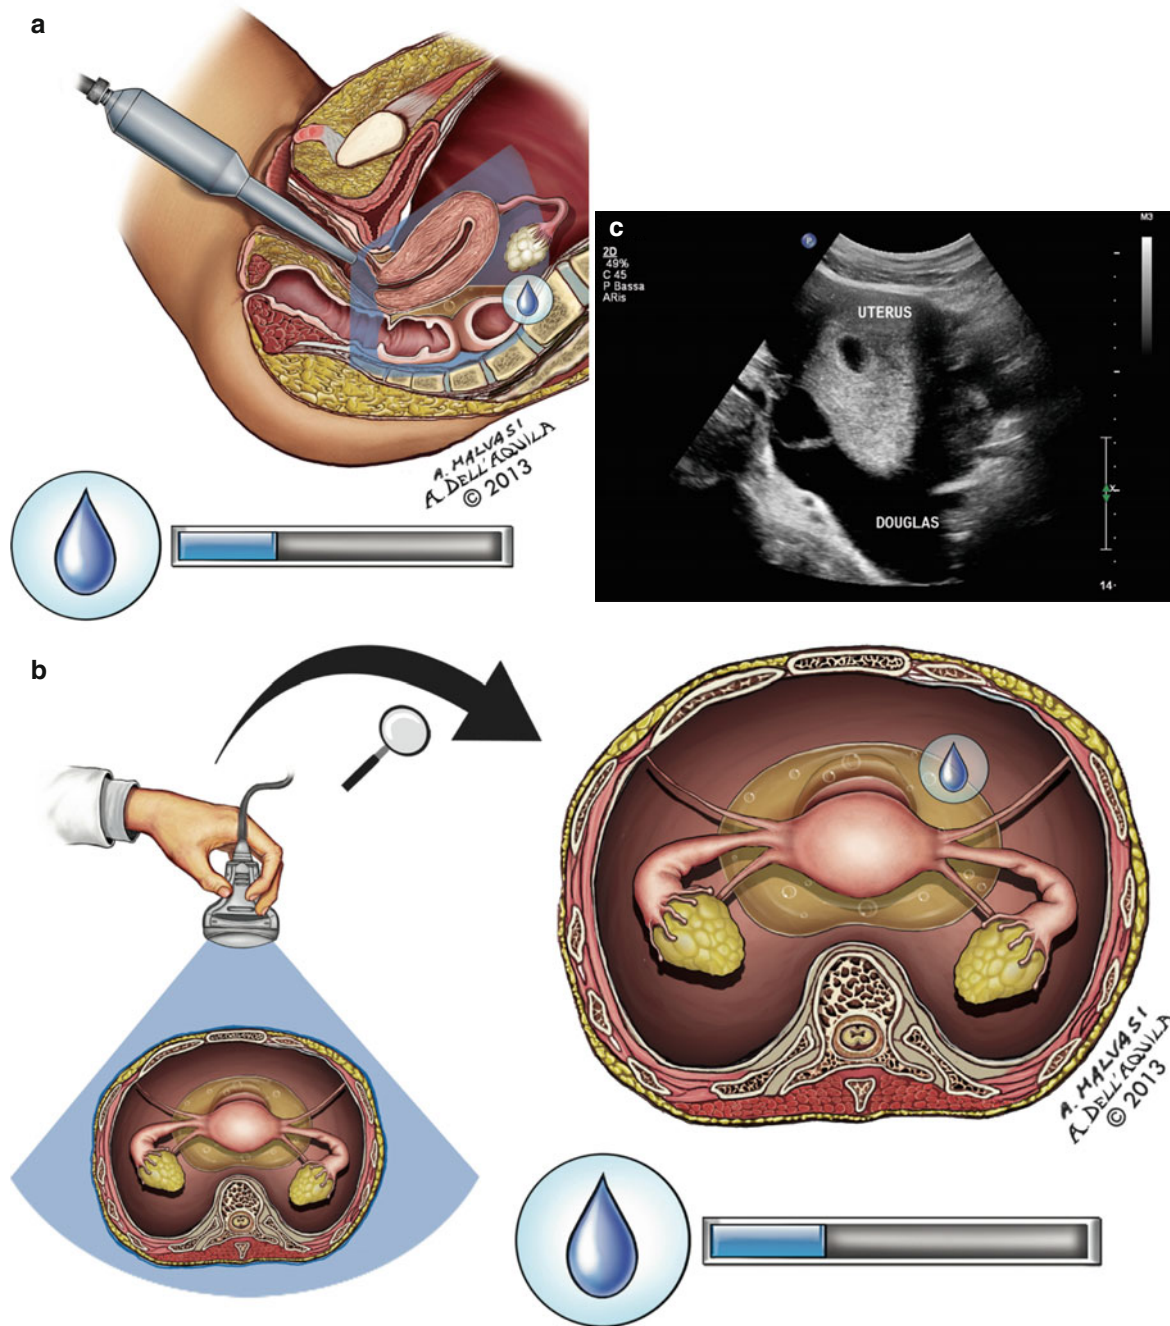 a
A. MALVASI
A. DELL'AQUILA
© 2013
c
2D
49%
C 45
P Bassa
ARis
P
M3
UTERUS
DOUGLAS
V
14
b
A. MALVASI
A. DELL'AQUILA
© 2013